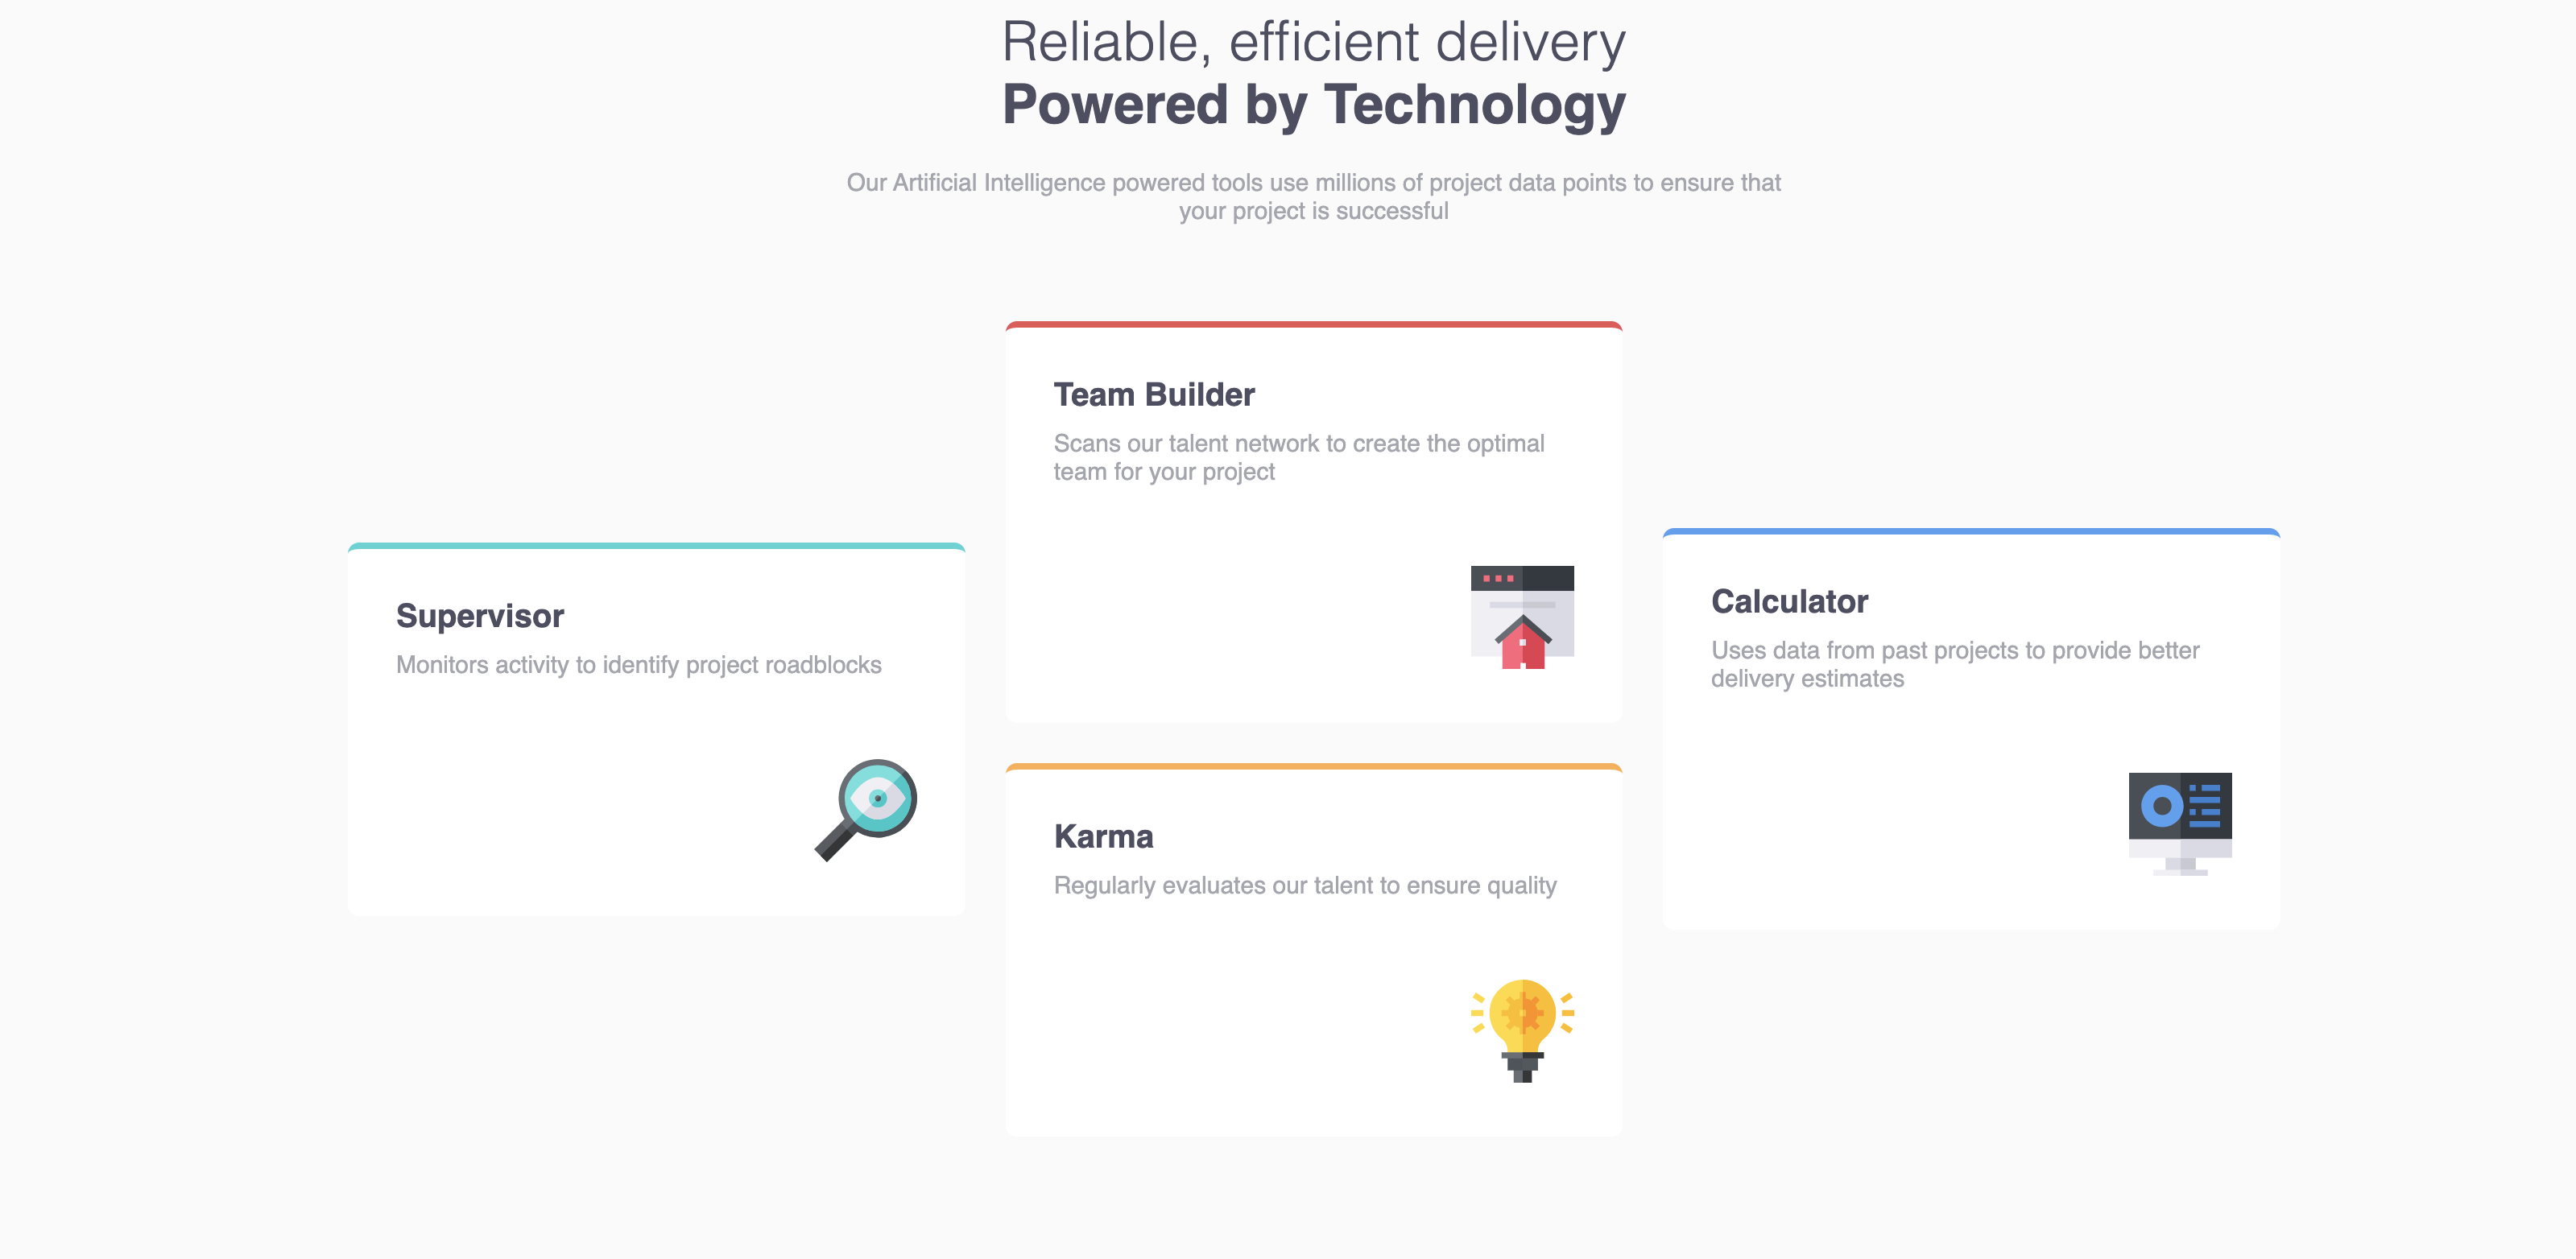 Reliable, efficient delivery
Powered by Technology
Our Artificial Intelligence powered tools use millions of project data points to ensure that
your project is successful
Supervisor
Monitors activity to identify project roadblocks
Team Builder
Scans our talent network to create the optimal
team for your project
Karma
Regularly evaluates our talent to ensure quality
Calculator
Uses data from past projects to provide better
delivery estimates